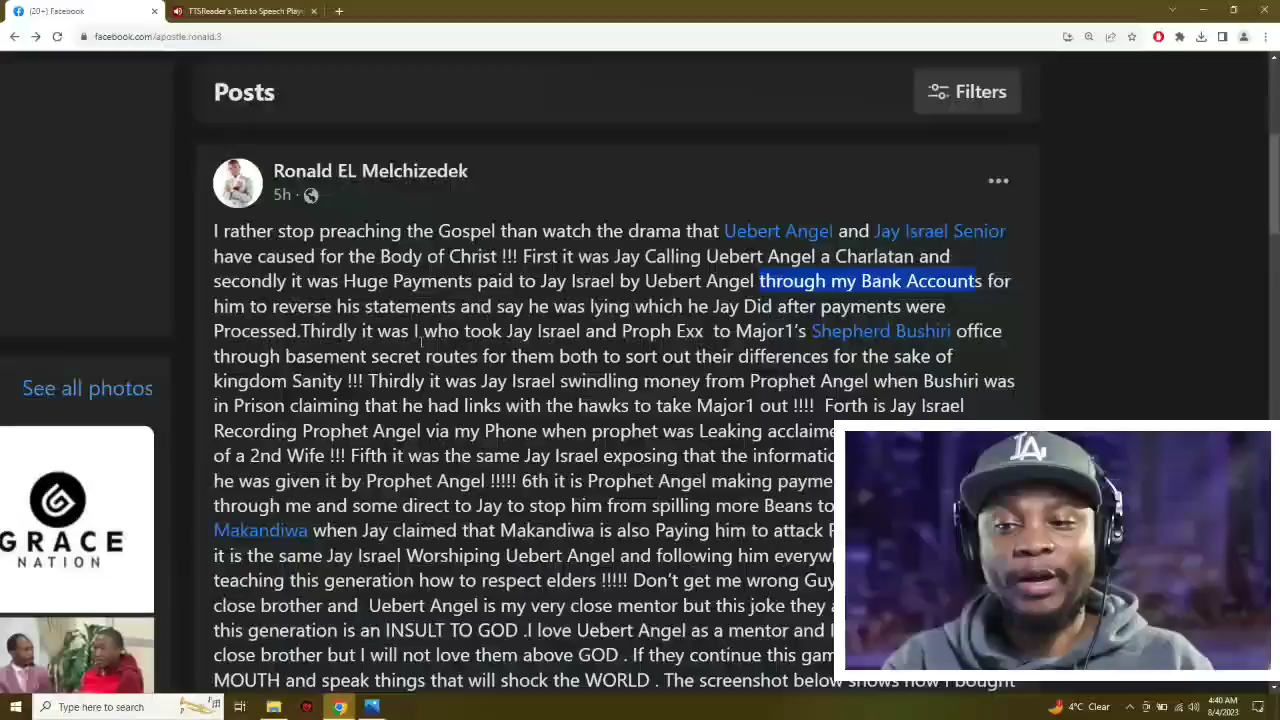 (20+) Facebook
TTSReader's Text to Speech Playe
facebook.com/apostle.ronald.3
Posts
Filters
Ronald EL Melchizedek
5h ·
I rather stop preaching the Gospel than watch the drama that Uebert Angel and Jay Israel Senior
have caused for the Body of Christ !!! First it was Jay Calling Uebert Angel a Charlatan and
secondly it was Huge Payments paid to Jay Israel by Uebert Angel through my Bank Accounts for
him to reverse his statements and say he was lying which he Jay Did after payments were
Processed.Thirdly it was I who took Jay Israel and Proph Exx to Major1's Shepherd Bushiri office
through basement secret routes for them both to sort out their differences for the sake of
kingdom Sanity !!! Thirdly it was Jay Israel swindling money from Prophet Angel when Bushiri was
in Prison claiming that he had links with the hawks to take Major1 out !!!! Forth is Jay Israel
Recording Prophet Angel via my Phone when prophet was Leaking acclaime
of a 2nd Wife !!! Fifth it was the same Jay Israel exposing that the informati
he was given it by Prophet Angel !!!!! 6th it is Prophet Angel making payme
through me and some direct to Jay to stop him from spilling more Beans to
Makandiwa when Jay claimed that Makandiwa is also Paying him to attack
it is the same Jay Israel Worshiping Uebert Angel and following him everyw
teaching this generation how to respect elders !!!!! Don't get me wrong Guy
close brother and Uebert Angel is my very close mentor but this joke they
this generation is an INSULT TO GOD .I love Uebert Angel as a mentor and
close brother but I will not love them above GOD . If they continue this gam
MOUTH and speak things that will shock the WORLD . The screenshot below shows how I bought
See all photos
GRACE
NATION
LA
Type here to search
4°C Clear
4:40 AM
8/4/2023